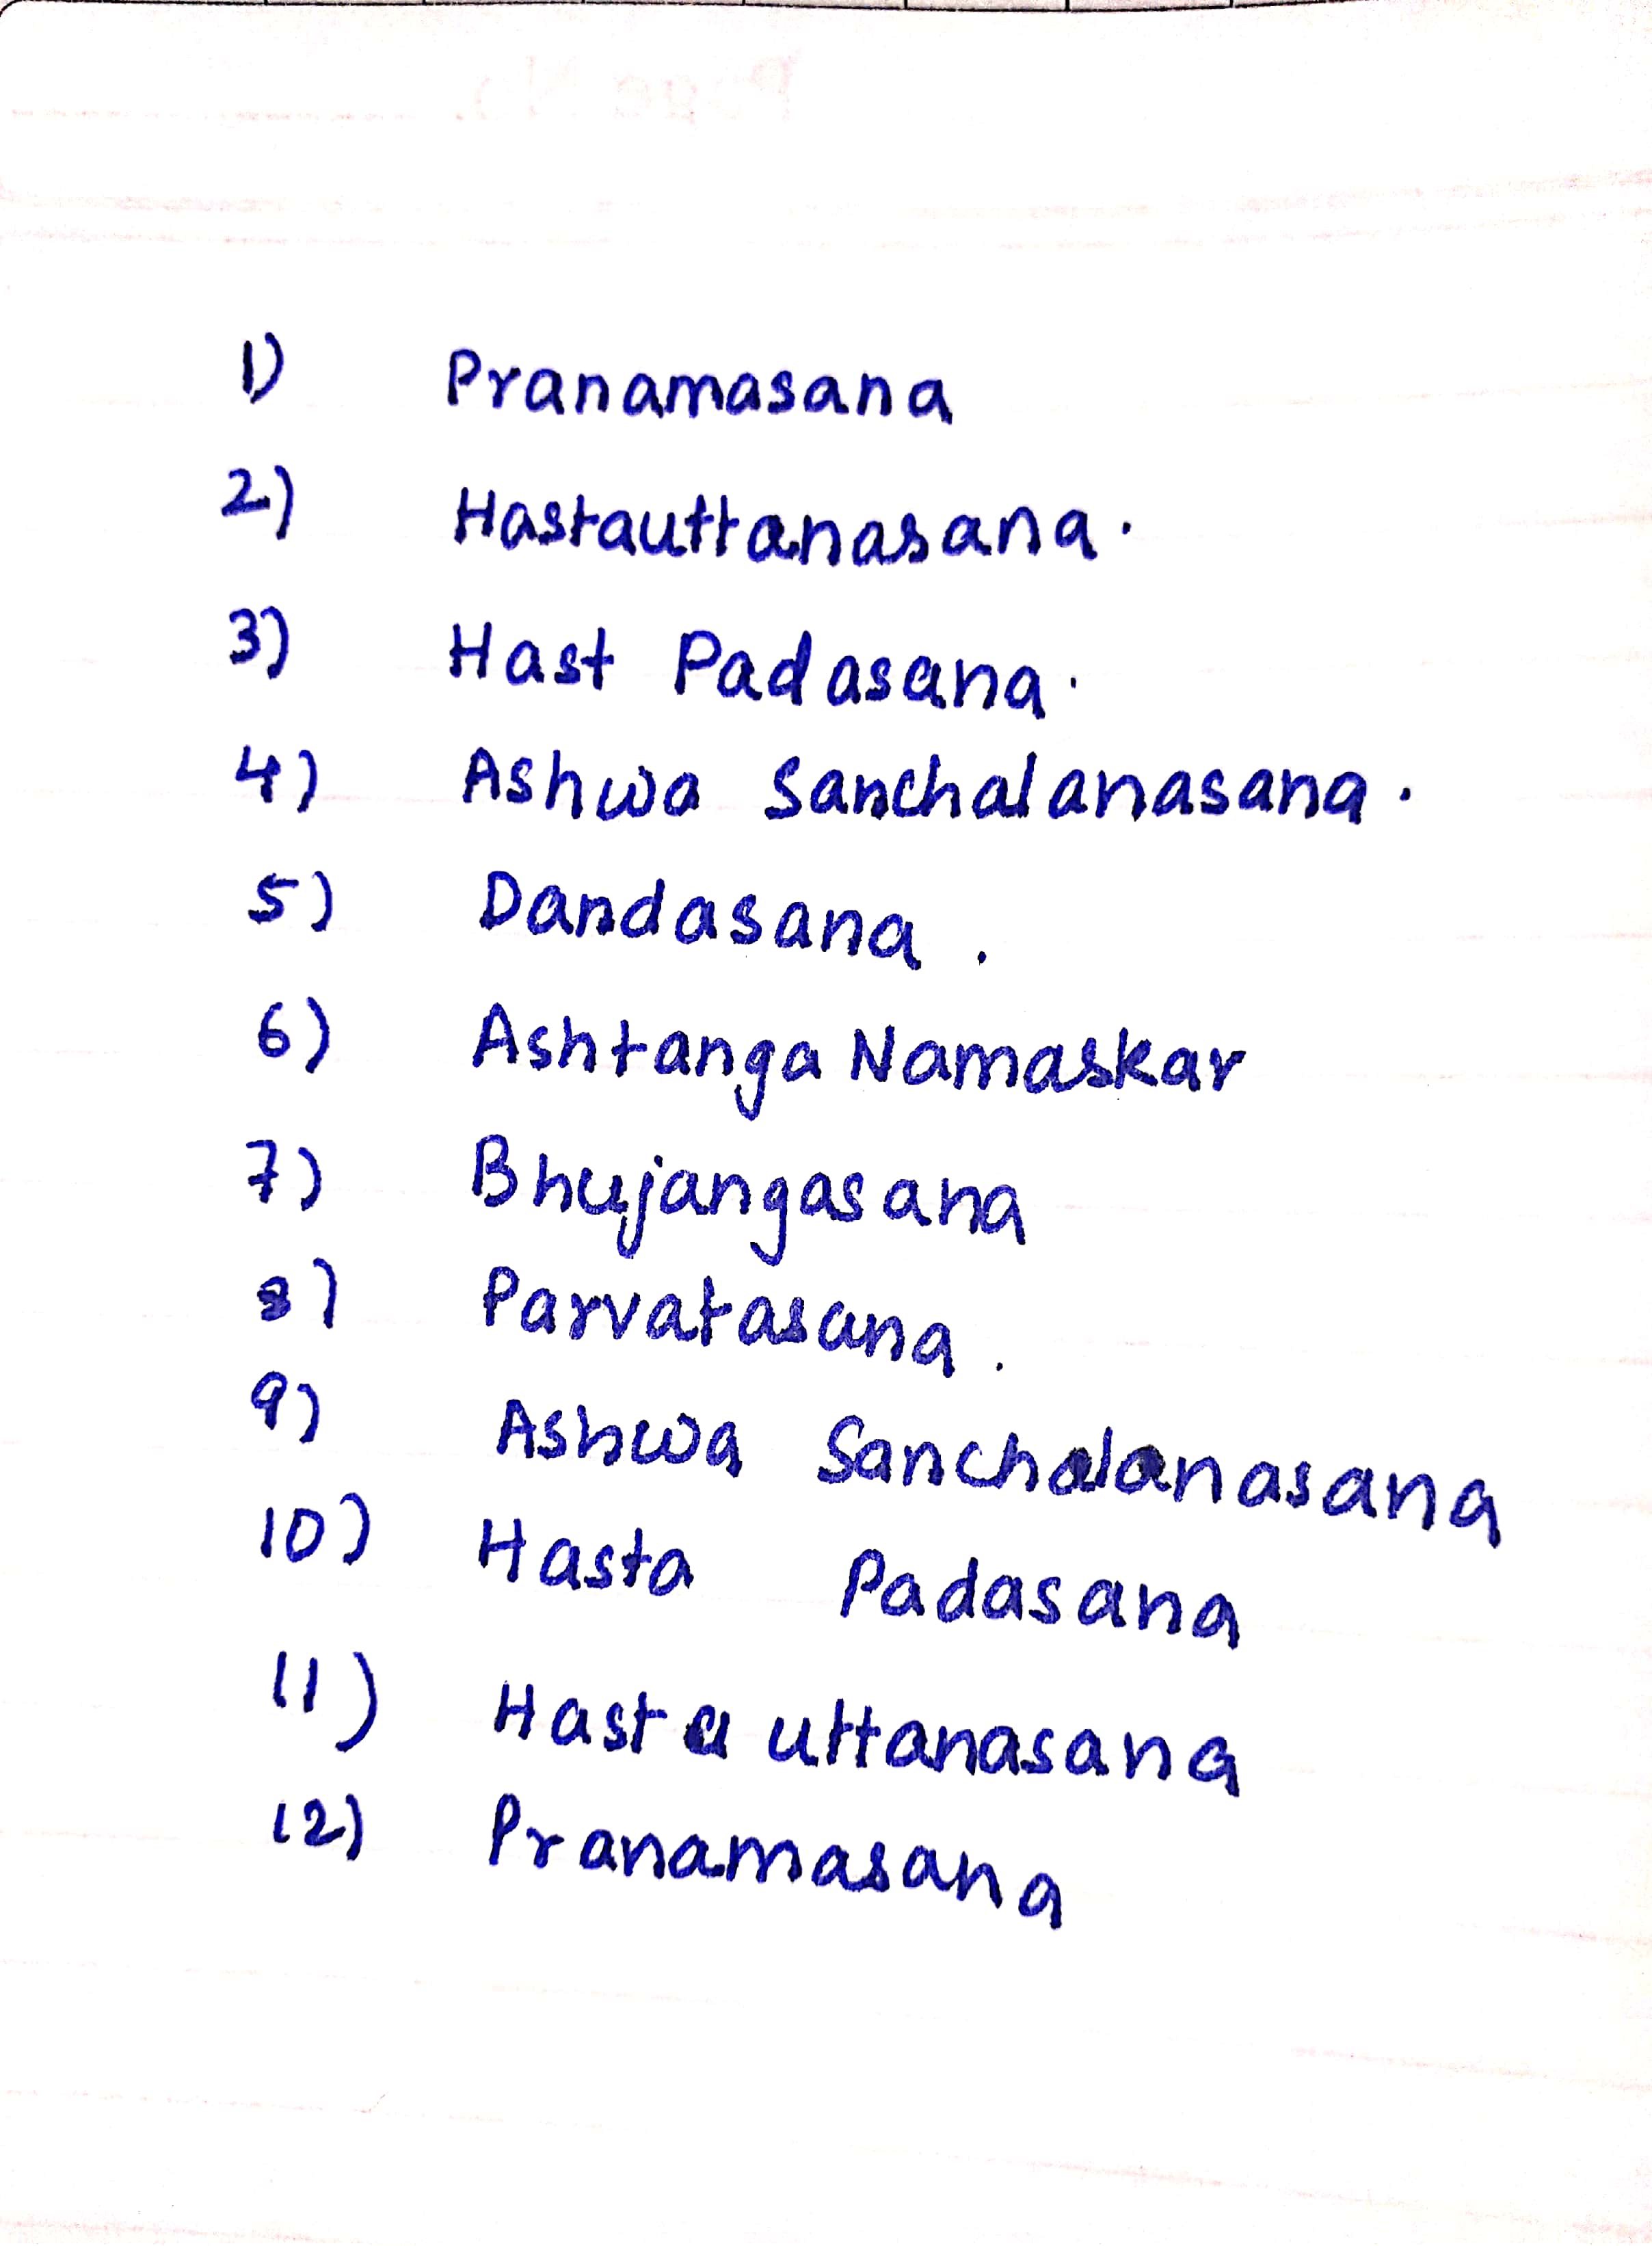 1) Pranamasana
2) Hastauttanasana.
3) Hast Padasana.
4) Ashwa Sanchalanasana.
5) Dandasana.
6) Ashtanga Namaskar
7) Bhujangasana
8) Parvatasana.
9) Ashwa Sanchalanasana
10) Hasta Padasana
11) Hasta uttanasana
12) Pranamasana